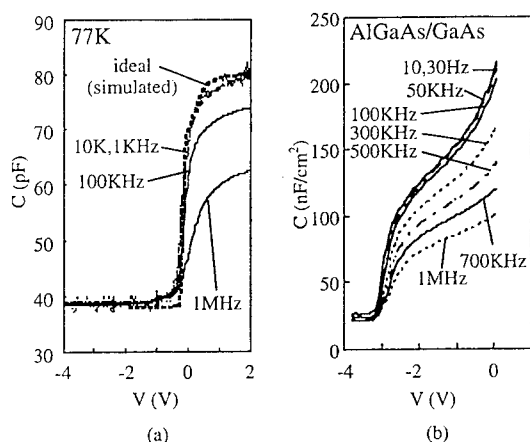 77K
ideal
(simulated)
10K,1KHz
100KHz
1MHz
C (pF)
90
80
70
60
50
40
30
-4
-2
0
2
V (V)
(a)
AlGaAs/GaAs
10,30Hz
50KHz
100KHz
300KHz
500KHz
700KHz
1MHz
C (nF/cm²)
250
200
150
100
50
0
-4
-2
0
V (V)
(b)